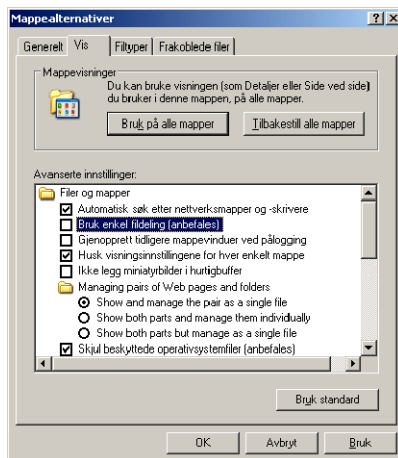 Mappealternativer
Generelt Vis Filtyper Frakoblede filer
Mappevisninger
Du kan bruke visningen (som Detaljer eller Side ved side)
du bruker i denne mappen, på alle mapper.
Bruk på alle mapper Tilbakestill alle mapper
Avanserte innstillinger:
Filer og mapper
Automatisk søk etter nettverksmapper og -skrivere
Bruk enkel fildeling (anbefales)
Gjenopprett tidligere mappevinduer ved pålogging
Husk visningsinnstillingene for hver enkelt mappe
Ikke legg miniatyrbilder i hurtigbuffer
Managing pairs of Web pages and folders
Show and manage the pair as a single file
Show both parts and manage them individually
Show both parts but manage as a single file
Skjul beskyttede operativsystemfiler (anbefales)
Bruk standard
OK Avbryt Bruk